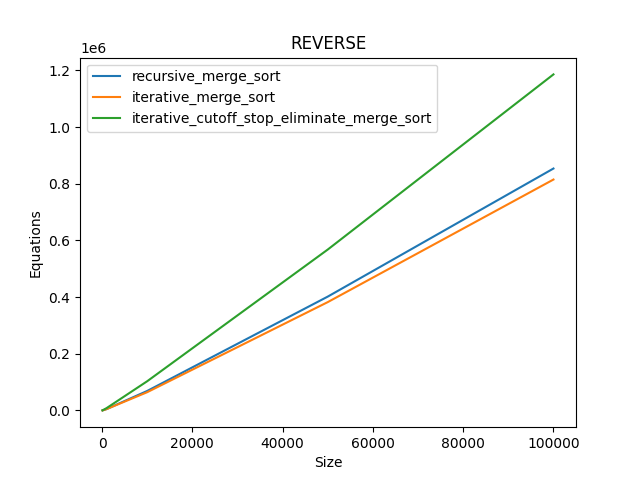 REVERSE
1e6
recursive_merge_sort
iterative_merge_sort
iterative_cutoff_stop_eliminate_merge_sort
1.2
1.0
0.8
0.6
0.4
0.2
0.0
Equations
0 20000 40000 60000 80000 100000
Size